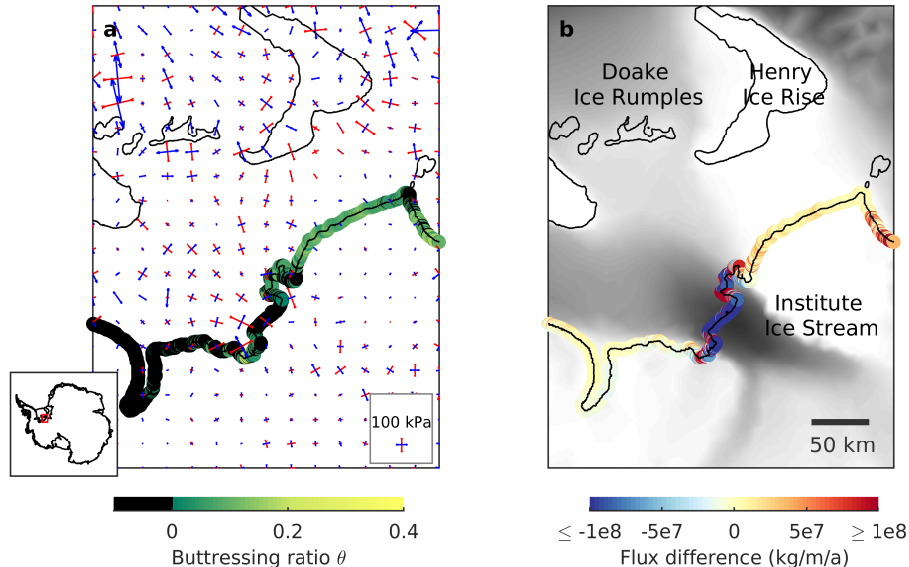 a
100 kPa
0
0.2
0.4
Buttressing ratio θ
b
Doake
Ice Rumples
Henry
Ice Rise
Institute
Ice Stream
50 km
≤ -1e8
-5e7
0
5e7
≥ 1e8
Flux difference (kg/m/a)